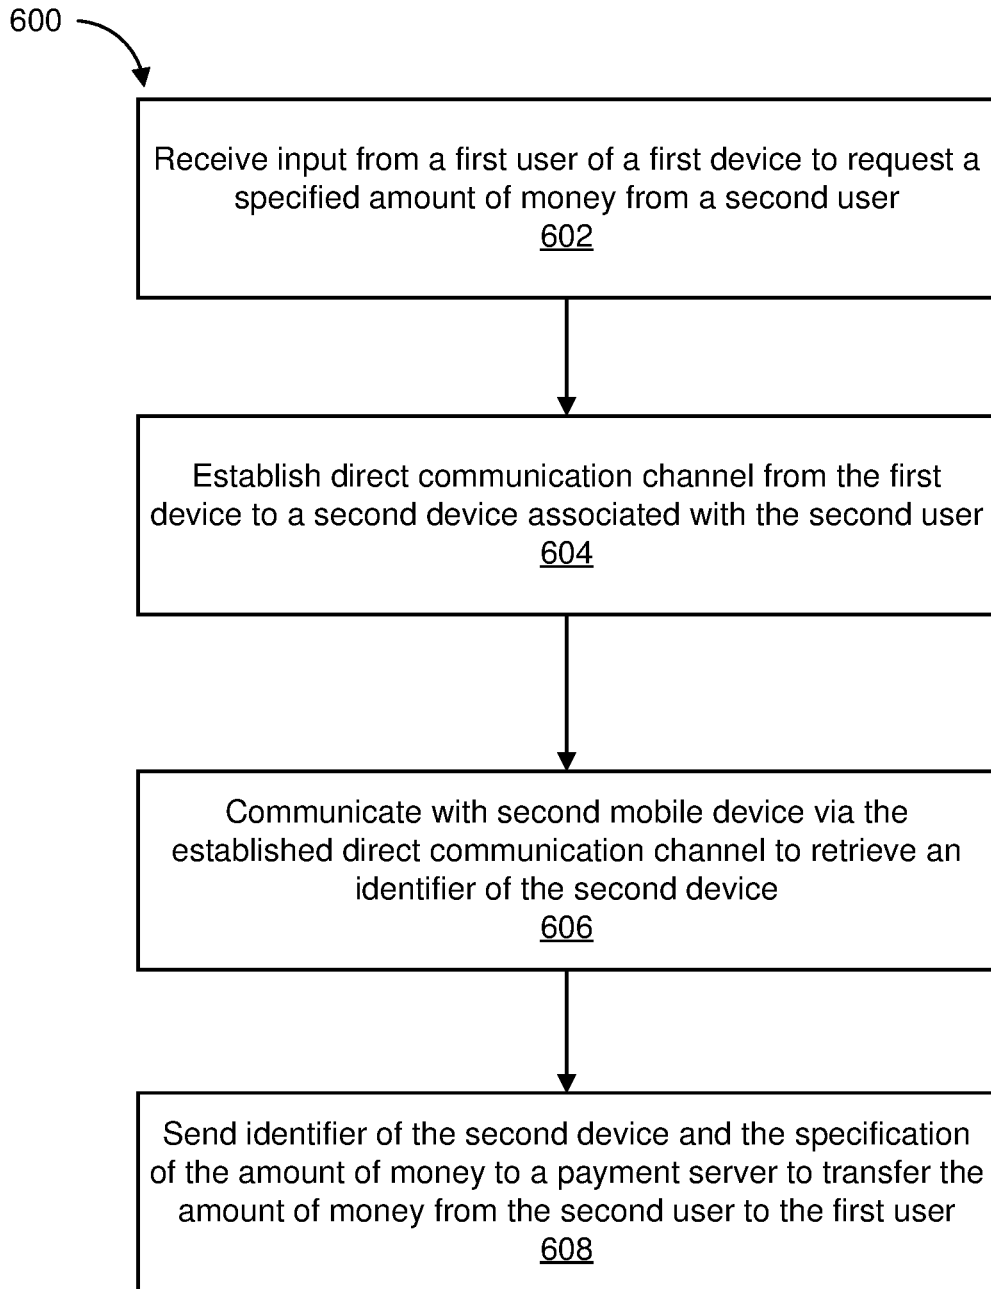 600
Receive input from a first user of a first device to request a
specified amount of money from a second user
602
Establish direct communication channel from the first
device to a second device associated with the second user
604
Communicate with second mobile device via the
established direct communication channel to retrieve an
identifier of the second device
606
Send identifier of the second device and the specification
of the amount of money to a payment server to transfer the
amount of money from the second user to the first user
608